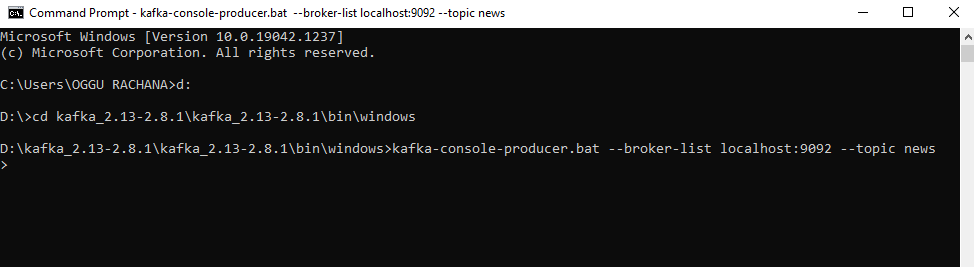 Command Prompt - kafka-console-producer.bat --broker-list localhost:9092 --topic news
Microsoft Windows [Version 10.0.19042.1237]
(c) Microsoft Corporation. All rights reserved.
C:\Users\OGGU RACHANA>d:
D:\>cd kafka_2.13-2.8.1\kafka_2.13-2.8.1\bin\windows
D:\kafka_2.13-2.8.1\kafka_2.13-2.8.1\bin\windows>kafka-console-producer.bat --broker-list localhost:9092 --topic news
>